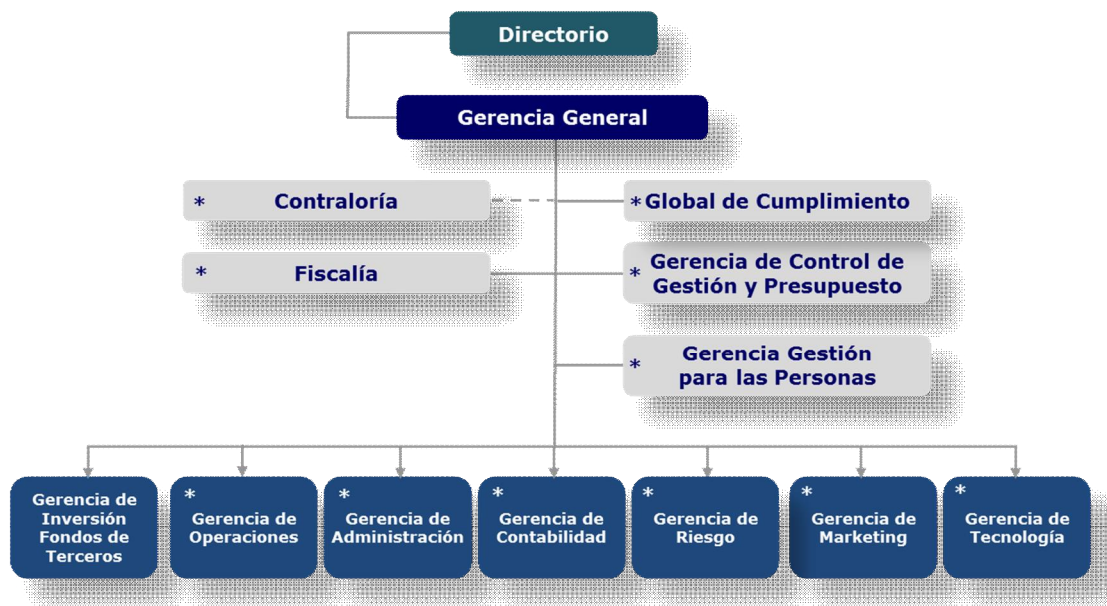 Directorio
Gerencia General
* Contraloría
* Global de Cumplimiento
* Fiscalía
* Gerencia de Control de
Gestión y Presupuesto
* Gerencia Gestión
para las Personas
Gerencia de
Inversión
Fondos de
Terceros
*
Gerencia de
Operaciones
*
Gerencia de
Administración
*
Gerencia de
Contabilidad
*
Gerencia de
Riesgo
*
Gerencia de
Marketing
*
Gerencia de
Tecnología